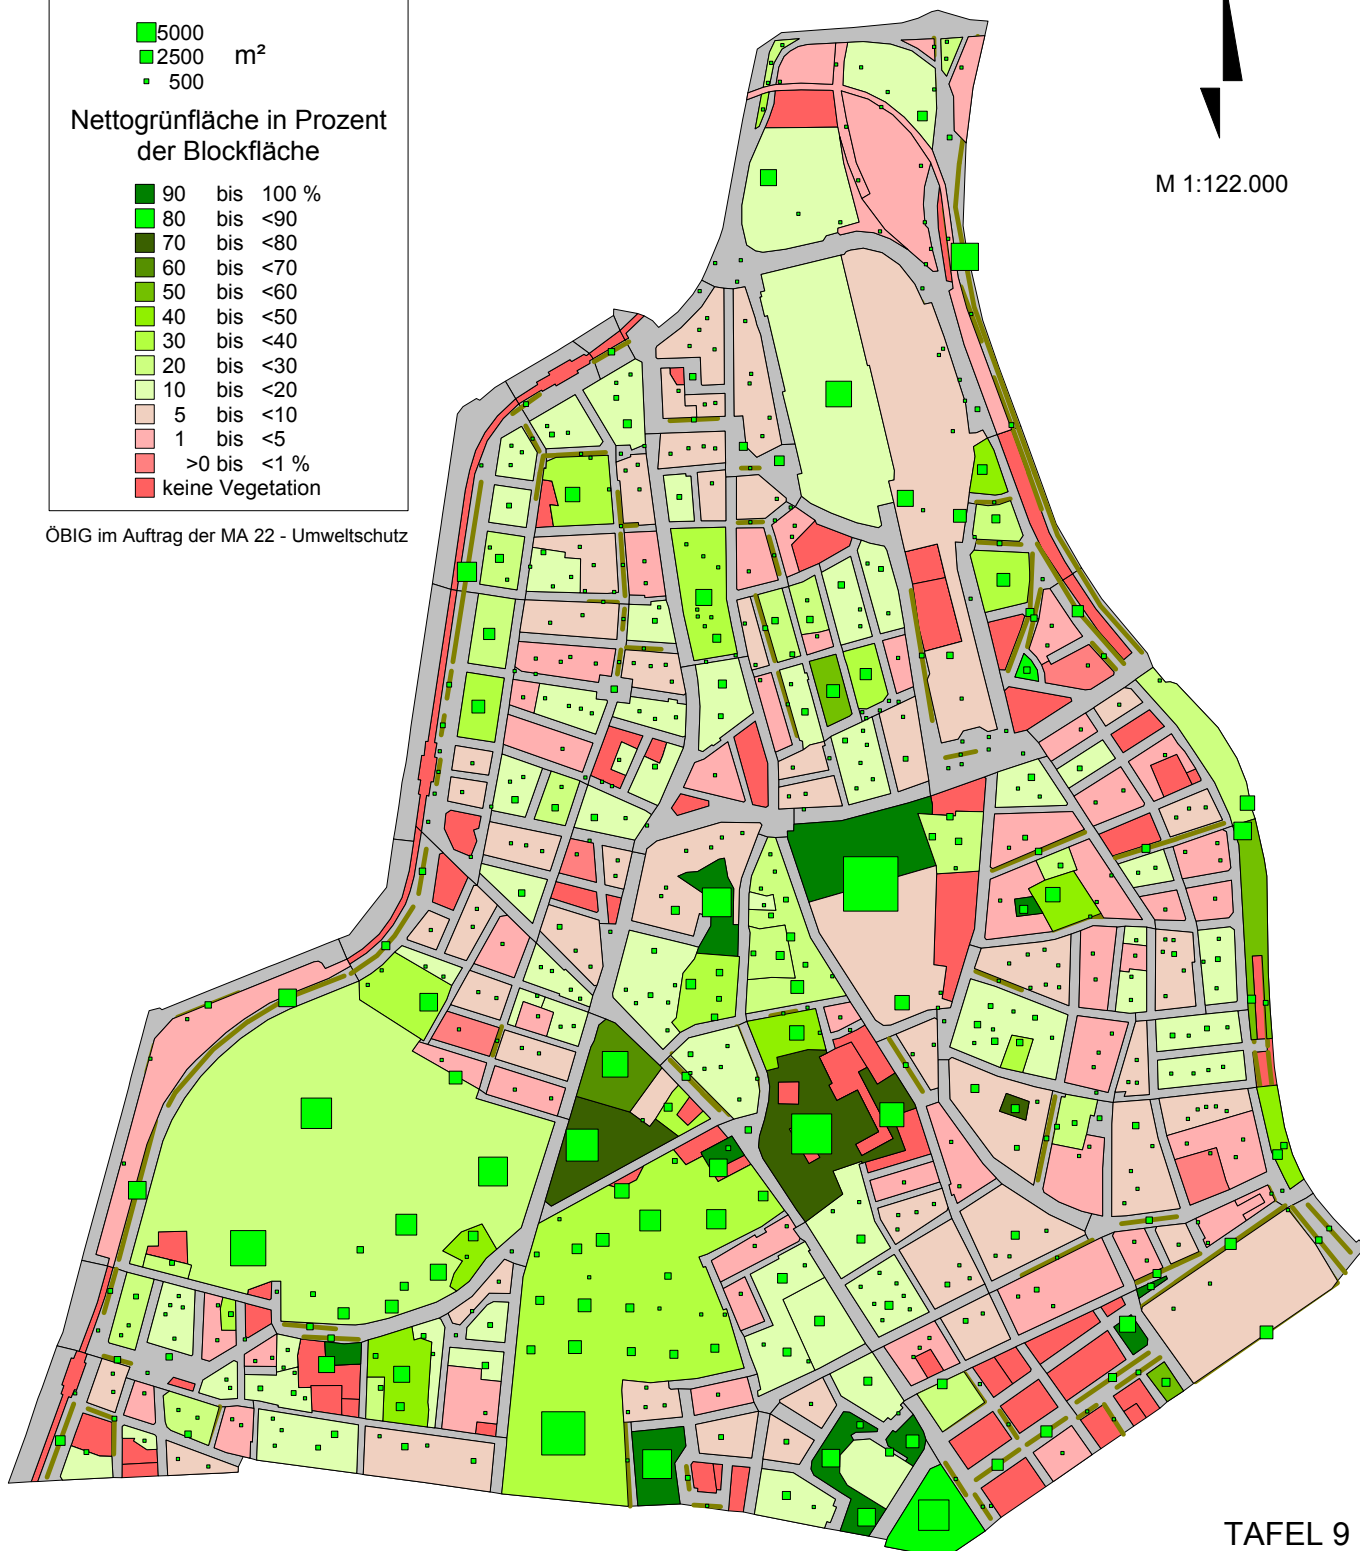 5000
2500 m²
500
Nettogrünfläche in Prozent
der Blockfläche
90 bis 100 %
80 bis <90
70 bis <80
60 bis <70
50 bis <60
40 bis <50
30 bis <40
20 bis <30
10 bis <20
5 bis <10
1 bis <5
>0 bis <1 %
keine Vegetation
ÖBIG im Auftrag der MA 22 - Umweltschutz
M 1:122.000
TAFEL 9